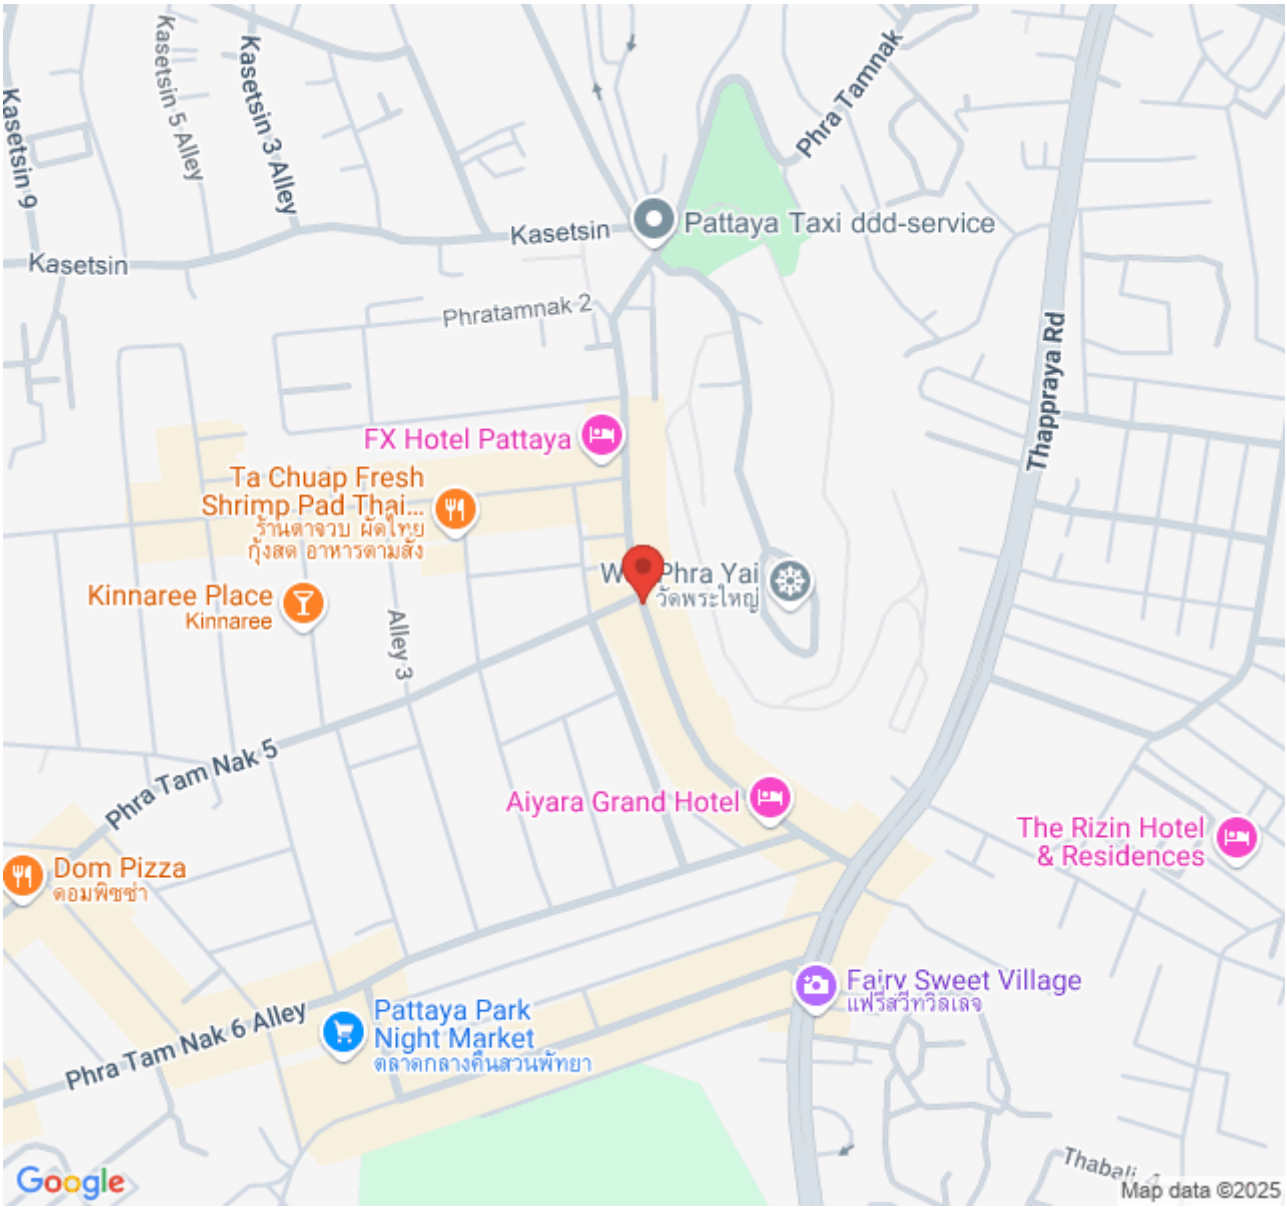 Kasetsin 9
Kasetsin 5 Alley
Kasetsin 3 Alley
Phra Tamnak
Kasetsin
Pattaya Taxi ddd-service
Kasetsin
Phratamnak 2
Thappraya Rd
FX Hotel Pattaya
Ta Chuap Fresh
Shrimp Pad Thai...
ร้านตาจวบ ผัดไทย
กุ้งสด อาหารตามสั่ง
Phra Yai
วัดพระใหญ่
Kinnaree Place
Kinnaree
Alley 3
Phra Tam Nak 5
Aiyara Grand Hotel
The Rizin Hotel
& Residences
Dom Pizza
ดอมพิซซ่า
Fairy Sweet Village
แฟรี่สวีทวิลเลจ
Pattaya Park
Night Market
ตลาดกลางคืนสวนพัทยา
Phra Tam Nak 6 Alley
Thabali 4
Google
Map data ©2025